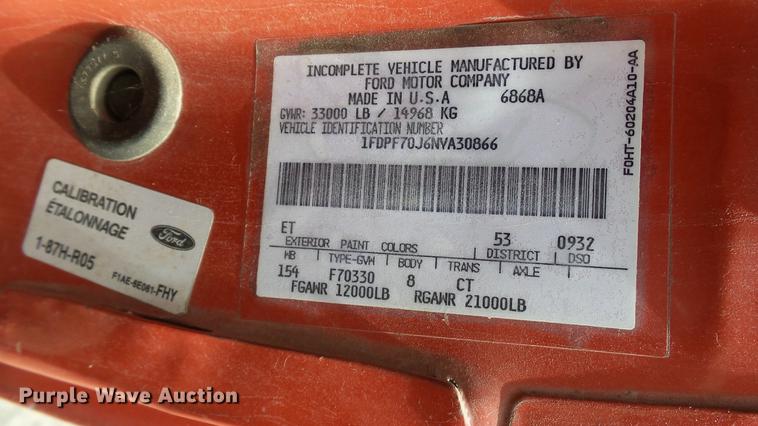 INCOMPLETE VEHICLE MANUFACTURED BY
FORD MOTOR COMPANY
MADE IN U.S.A 6868A
GVWR: 33000 LB / 14968 KG
VEHICLE IDENTIFICATION NUMBER
1FDPF70J6NVA30866
ET 53 0932
EXTERIOR PAINT COLORS DISTRICT DSO
WB TYPE-GVW BODY TRANS AXLE
154 F70330 8 CT
FGAWR 12000LB RGAWR 21000LB
F0HT-60204A10-AA
CALIBRATION
ÉTALONNAGE
Ford
1-87H-R05
F1AE-6E061-FHY
Purple Wave Auction